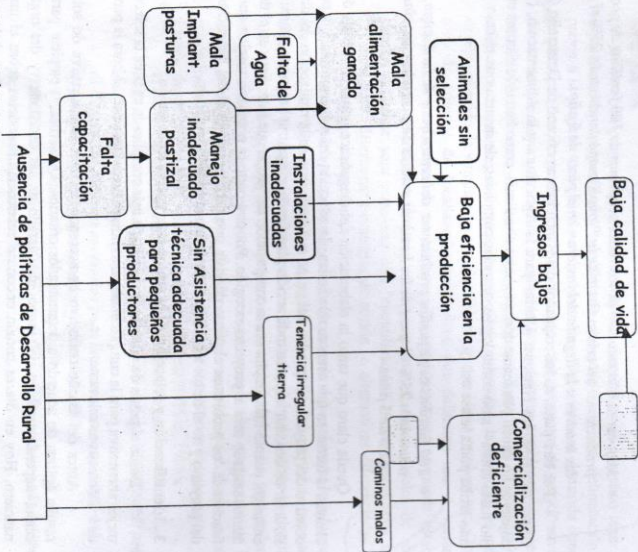 Baja calidad de vida
Ingresos bajos
Baja eficiencia en la
producción
Comercialización
deficiente
Animales sin
selección
Mala
alimentación
ganado
Falta de
Agua
Mala
Implant.
pasturas
Instalaciones
inadecuadas
Manejo
inadecuado
pastizal
Sin Asistencia
técnica adecuada
para pequeños
productores
Tenencia irregular
tierra
Caminos malos
Falta
capacitación
Ausencia de políticas de Desarrollo Rural